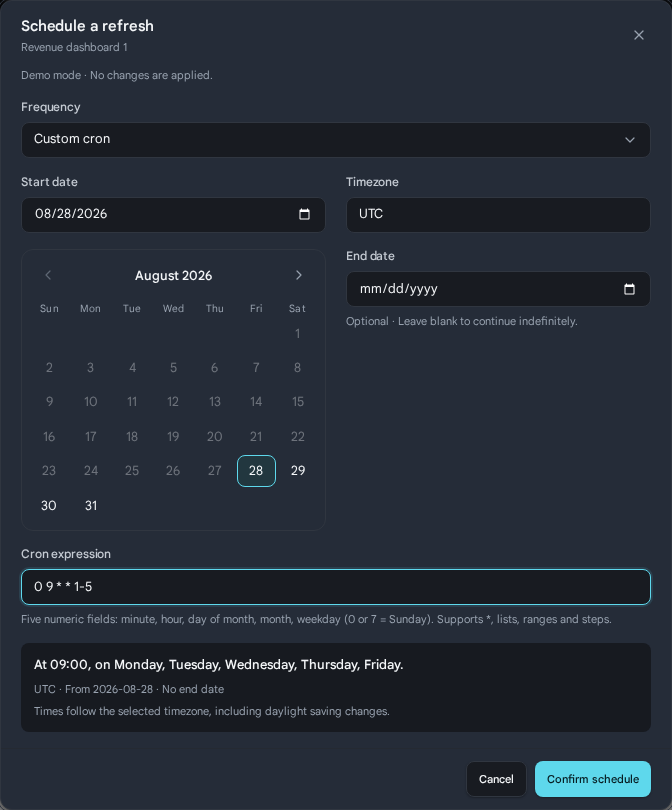 Schedule a refresh
Revenue dashboard 1
Demo mode · No changes are applied.
Frequency
Custom cron
Start date
08/28/2026
Timezone
UTC
August 2026
Sun Mon Tue Wed Thu Fri Sat
1
2 3 4 5 6 7 8
9 10 11 12 13 14 15
16 17 18 19 20 21 22
23 24 25 26 27 28 29
30 31
End date
mm/dd/yyyy
Optional · Leave blank to continue indefinitely.
Cron expression
0 9 * * 1-5
Five numeric fields: minute, hour, day of month, month, weekday (0 or 7 = Sunday). Supports *, lists, ranges and steps.
At 09:00, on Monday, Tuesday, Wednesday, Thursday, Friday.
UTC · From 2026-08-28 · No end date
Times follow the selected timezone, including daylight saving changes.
Cancel
Confirm schedule